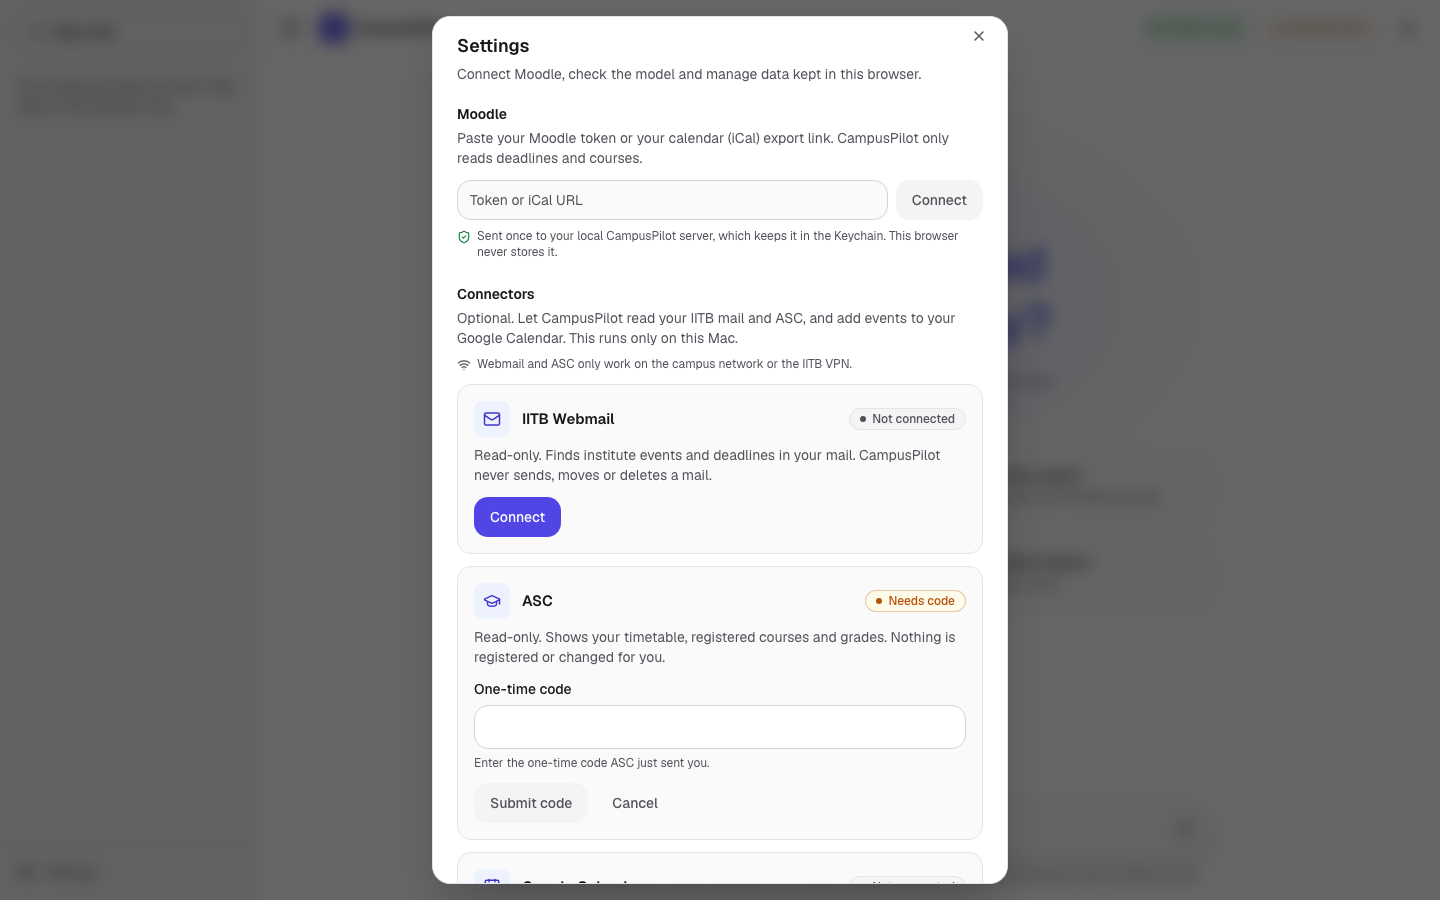 Settings
Connect Moodle, check the model and manage data kept in this browser.
Moodle
Paste your Moodle token or your calendar (iCal) export link. CampusPilot only
reads deadlines and courses.
Token or iCal URL
Connect
Sent once to your local CampusPilot server, which keeps it in the Keychain. This browser
never stores it.
Connectors
Optional. Let CampusPilot read your IITB mail and ASC, and add events to your
Google Calendar. This runs only on this Mac.
Webmail and ASC only work on the campus network or the IITB VPN.
IITB Webmail
Not connected
Read-only. Finds institute events and deadlines in your mail. CampusPilot
never sends, moves or deletes a mail.
Connect
ASC
Needs code
Read-only. Shows your timetable, registered courses and grades. Nothing is
registered or changed for you.
One-time code
Enter the one-time code ASC just sent you.
Submit code
Cancel